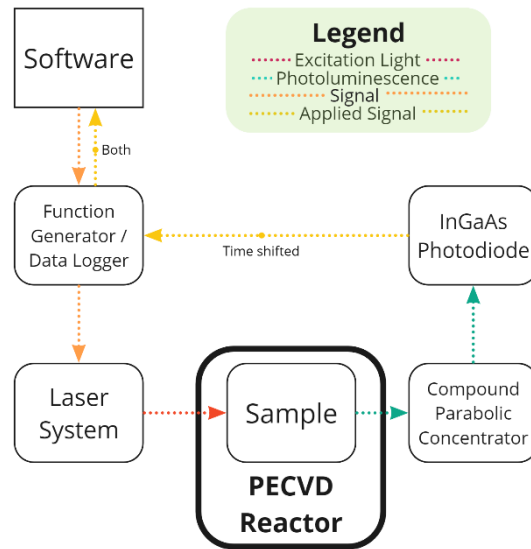 Software
Legend
Excitation Light
Photoluminescence
Signal
Applied Signal
Both
Function
Generator /
Data Logger
Time shifted
InGaAs
Photodiode
Laser
System
Sample
PECVD
Reactor
Compound
Parabolic
Concentrator